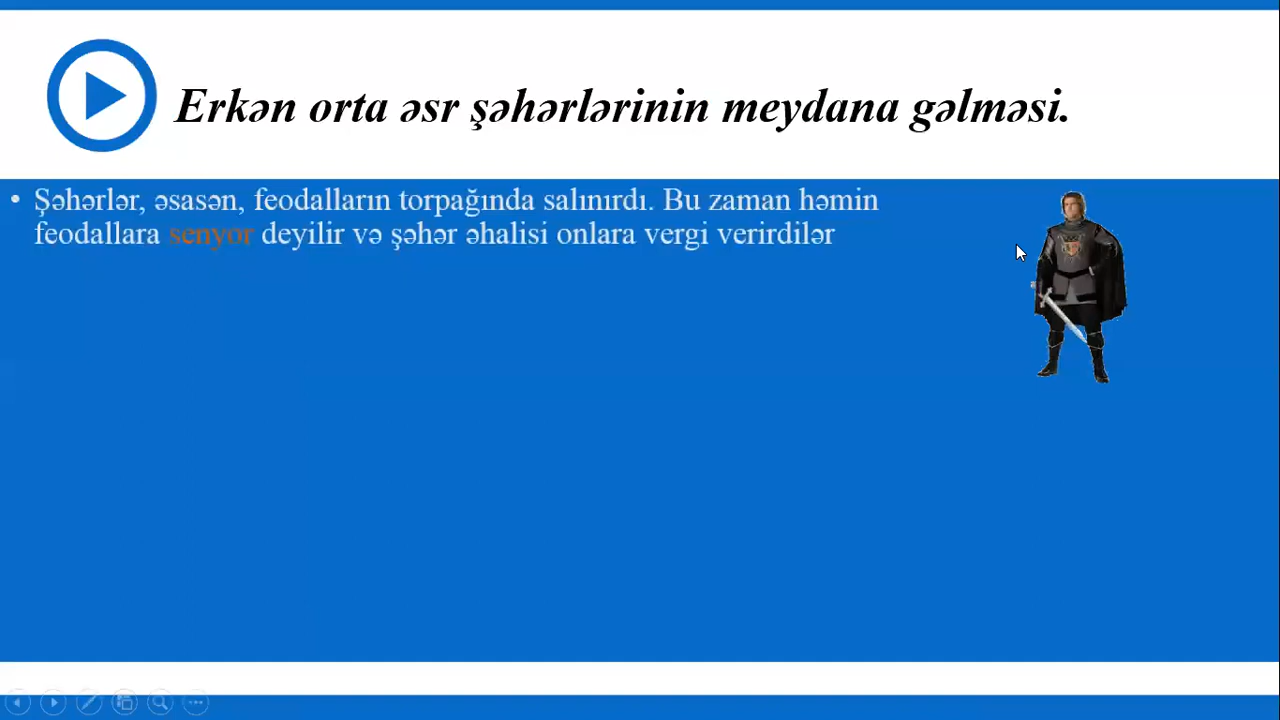 Erkən orta əsr şəhərlərinin meydana gəlməsi.
• Şəhərlər, əsasən, feodalların torpağında salınırdı. Bu zaman həmin
feodallara senyor deyilir və şəhər əhalisi onlara vergi verirdilər